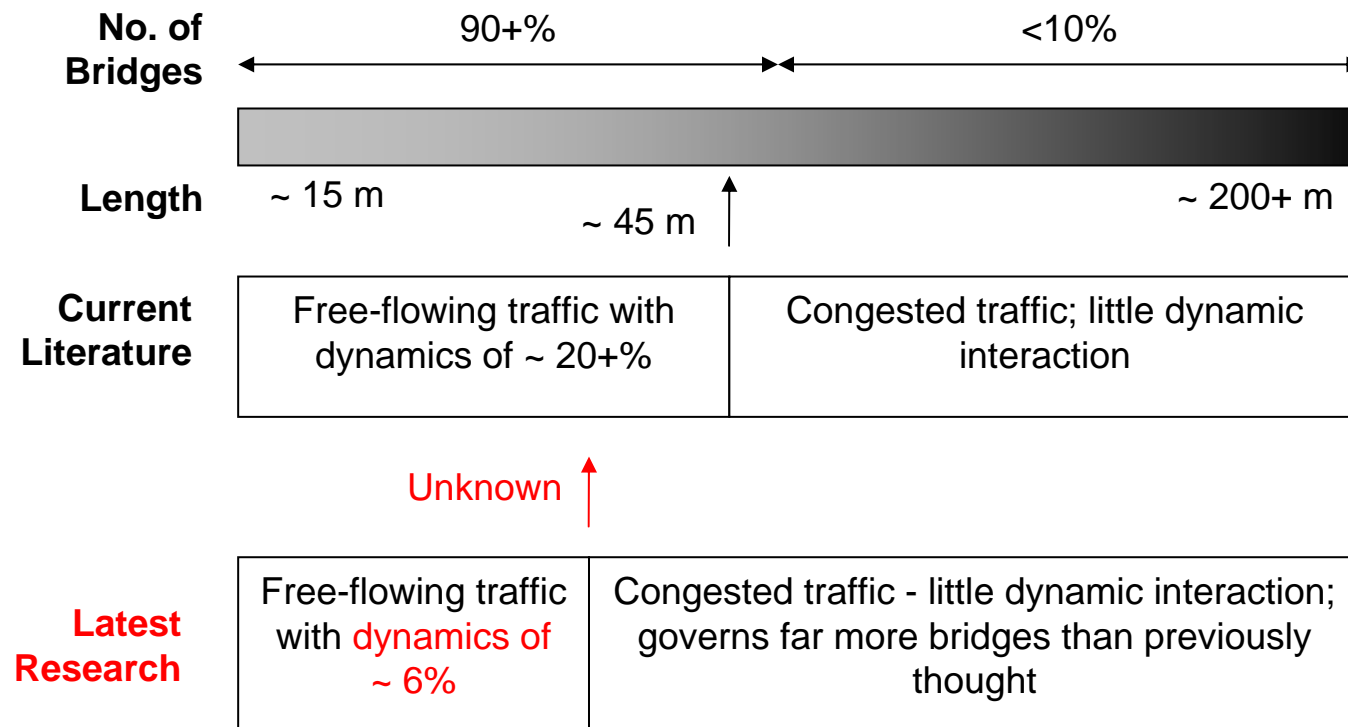 No. of
Bridges
90+%
<10%
Length
~ 15 m
~ 45 m
~ 200+ m
Current
Literature
Free-flowing traffic with
dynamics of ~ 20+%
Congested traffic; little dynamic
interaction
Unknown
Latest
Research
Free-flowing traffic
with dynamics of
~ 6%
Congested traffic - little dynamic interaction;
governs far more bridges than previously
thought